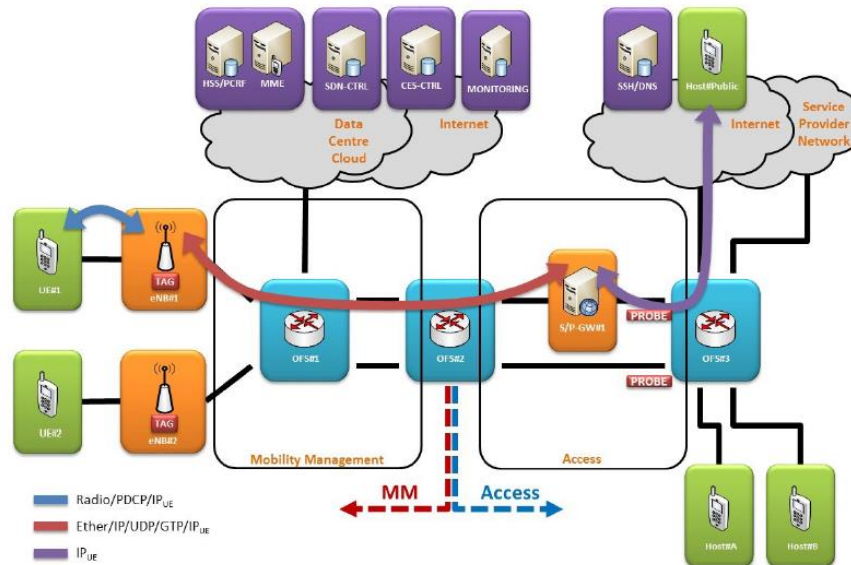 HSS/PCRF
MME
SDN-CTRL
CES-CTRL
MONITORING
SSH/DNS
Host#Public
Data
Centre
Cloud
Internet
Internet
Service
Provider
Network
UE#1
TAG
eNB#1
OFS#1
OFS#2
S/P-GW#1
PROBE
OFS#3
PROBE
UE#2
TAG
eNB#2
Mobility Management
Access
MM
Access
Radio/PDCP/IPUE
Ether/IP/UDP/GTP/IPUE
IPUE
Host#A
Host#B